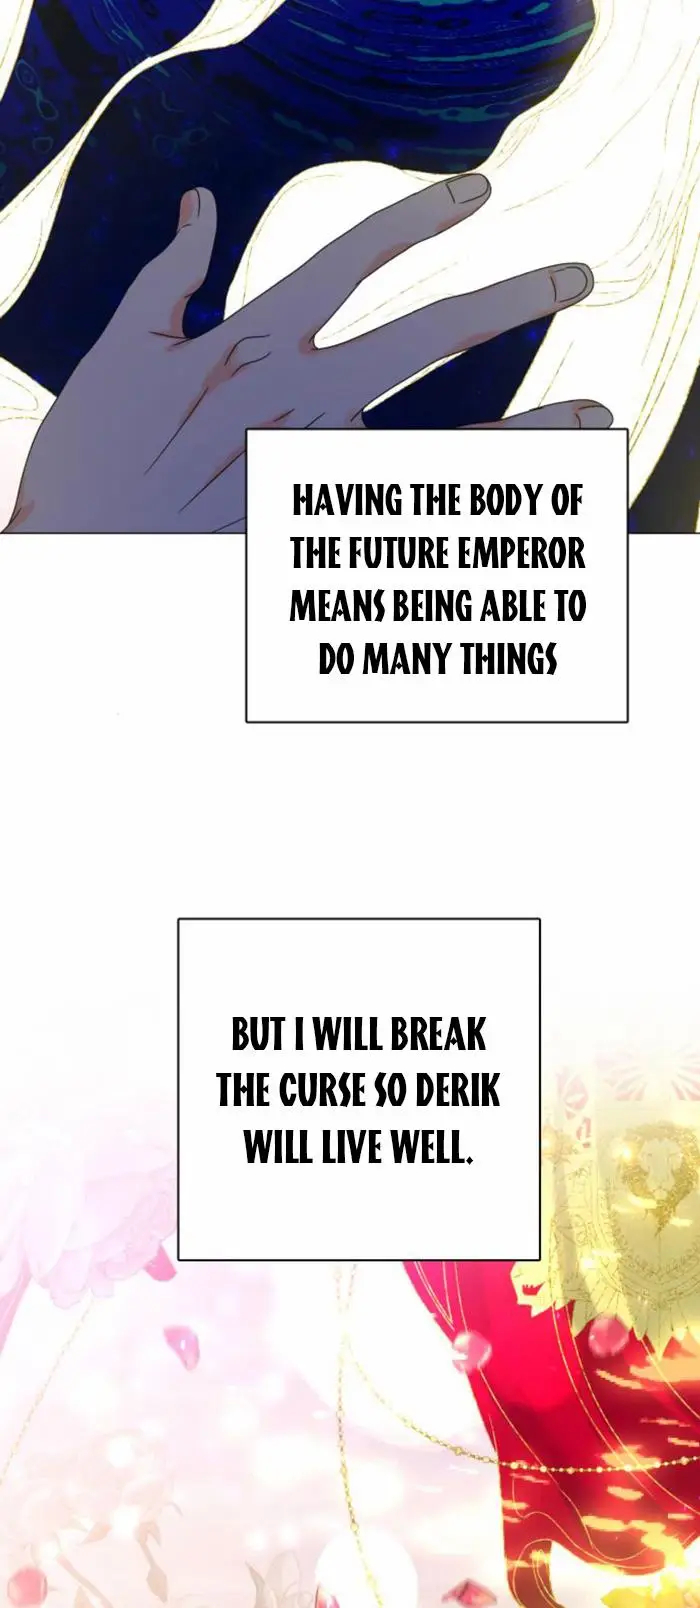 HAVING THE BODY OF
THE FUTURE EMPEROR
MEANS BEING ABLE TO
DO MANY THINGS
BUT I WILL BREAK
THE CURSE SO DERIK
WILL LIVE WELL.